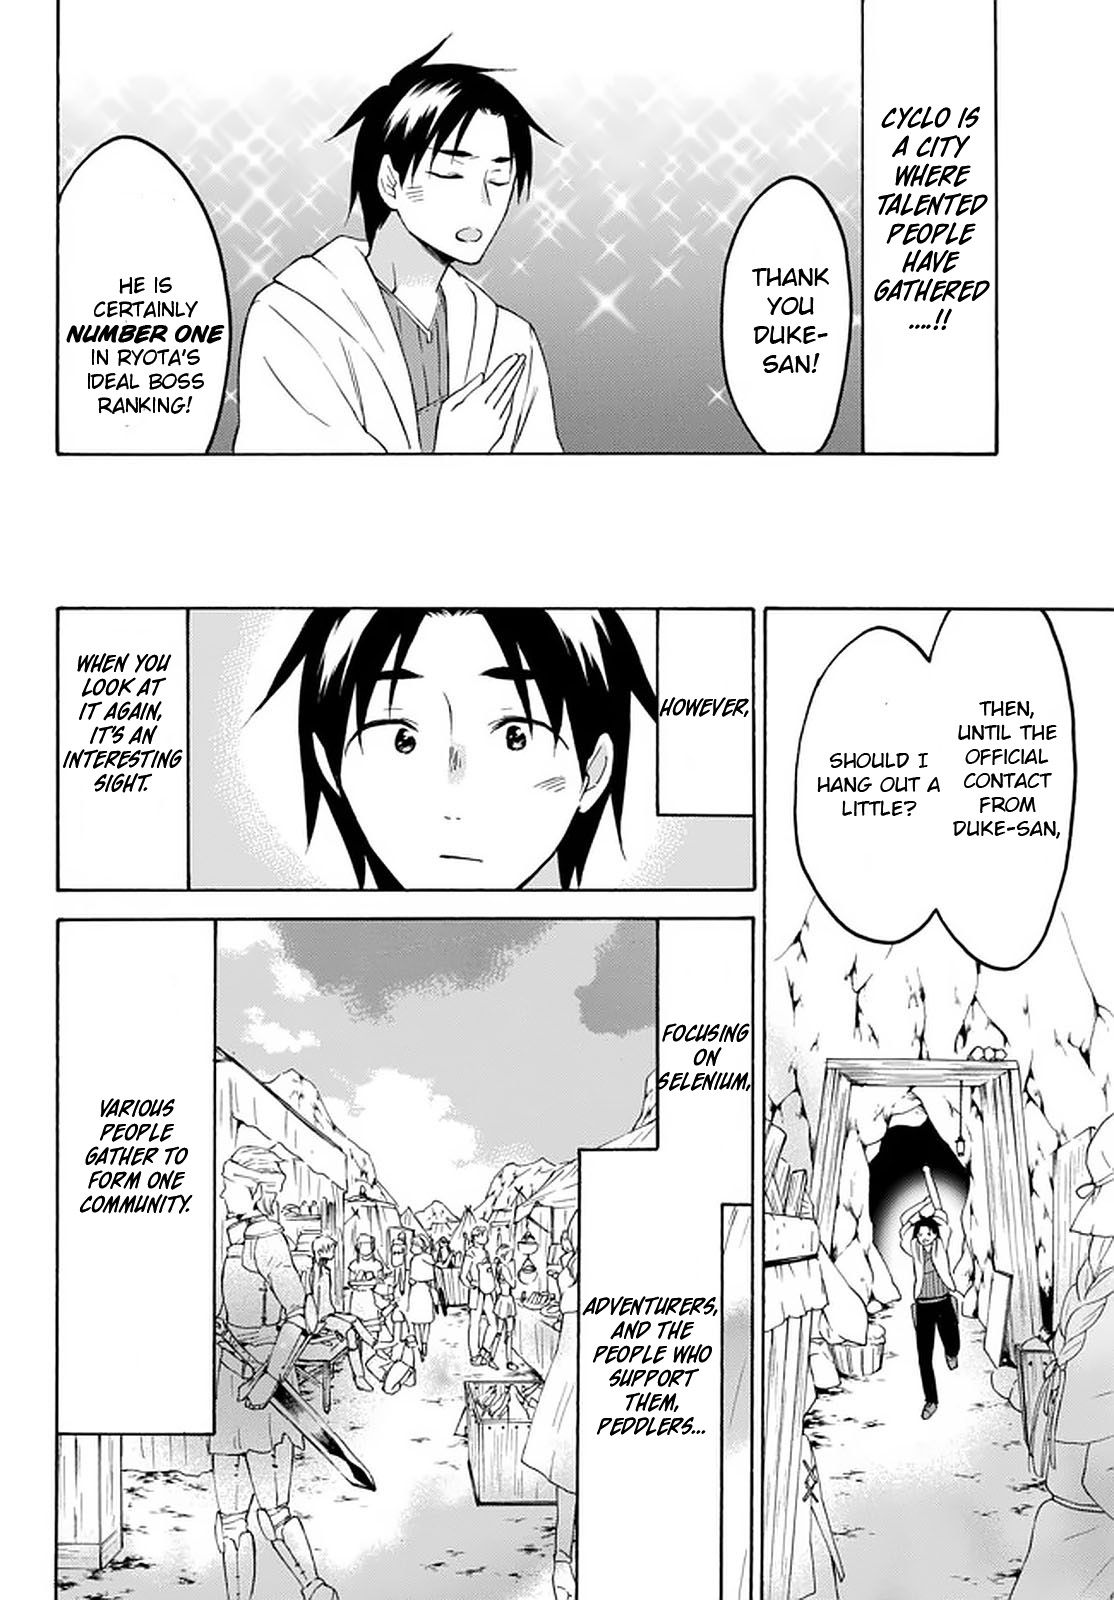 CYCLO IS
A CITY
WHERE
TALENTED
PEOPLE
HAVE
GATHERED
....!!
THANK
YOU
DUKE-
SAN!
HE IS
CERTAINLY
NUMBER ONE
IN RYOTA'S
IDEAL BOSS
RANKING!
THEN,
UNTIL THE
OFFICIAL
CONTACT
FROM
DUKE-SAN,
SHOULD I
HANG OUT A
LITTLE?
HOWEVER,
WHEN YOU
LOOK AT
IT AGAIN,
IT'S AN
INTERESTING
SIGHT.
FOCUSING
ON
SELENIUM,
ADVENTURERS,
AND THE
PEOPLE WHO
SUPPORT
THEM,
PEDDLERS...
VARIOUS
PEOPLE
GATHER TO
FORM ONE
COMMUNITY.